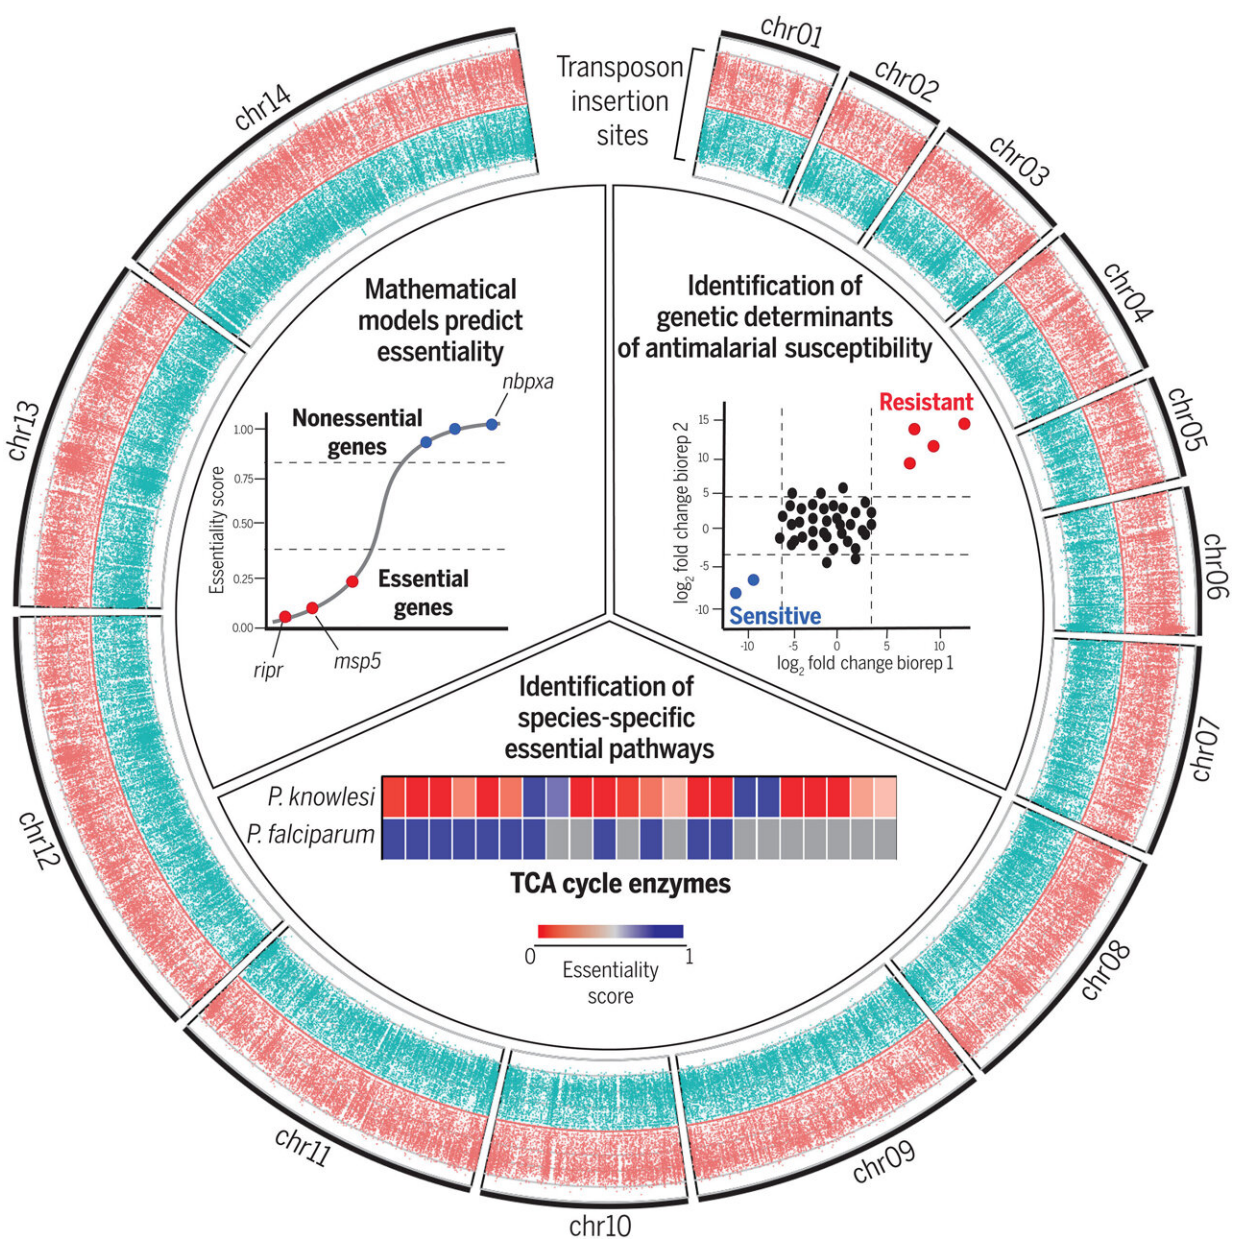 Transposon
insertion
sites
chr01
chr02
chr03
chr04
chr05
chr06
chr07
chr08
chr09
chr10
chr11
chr12
chr13
chr14
Mathematical
models predict
essentiality
nbpxa
Nonessential
genes
Essentiality score
1.00
0.75
0.50
0.25
0.00
Essential
genes
ripr
msp5
Identification of
genetic determinants
of antimalarial susceptibility
Resistant
log2 fold change biorep 2
15
10
5
0
-5
-10
Sensitive
-10 -5 0 5 10
log2 fold change biorep 1
Identification of
species-specific
essential pathways
P. knowlesi
P. falciparum
TCA cycle enzymes
0 1
Essentiality
score